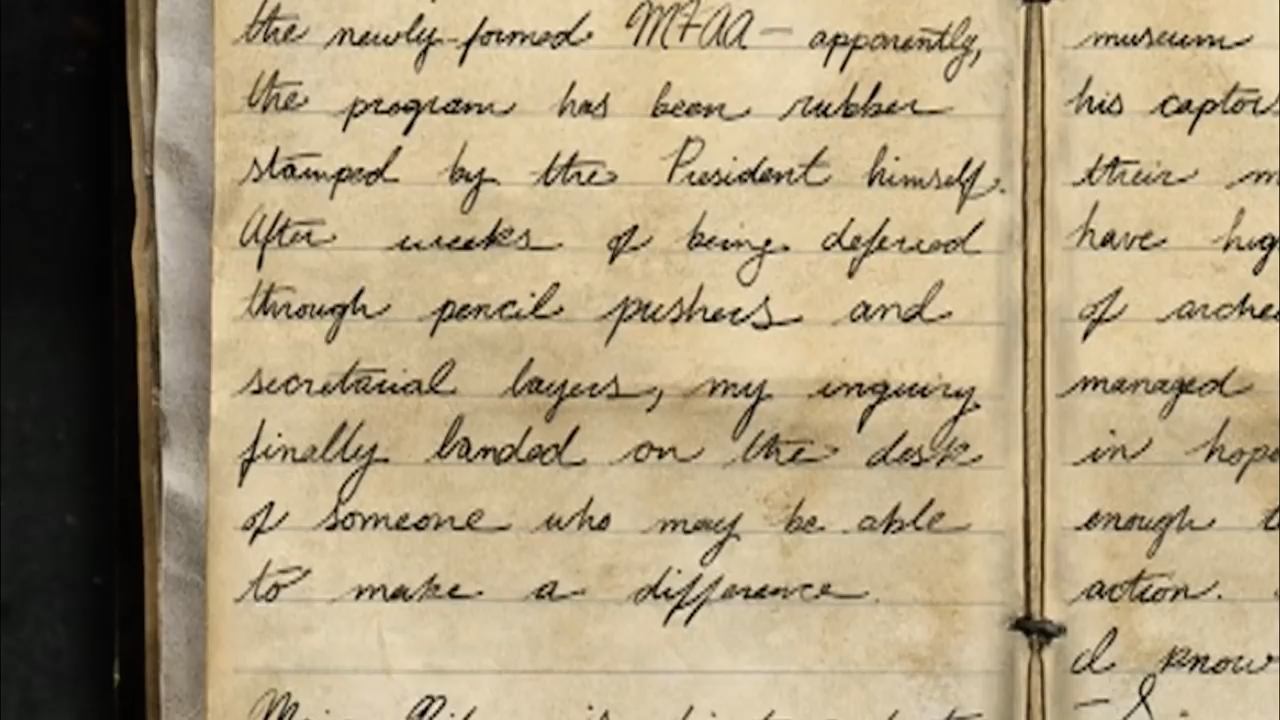 the newly-formed MFAA – apparently,
the program has been rubber
stamped by the President himself.
After weeks of being deferred
through pencil pushers and
secretarial layers, my inquiry
finally landed on the desk
of someone who may be able
to make a difference.
museum
his captors
their
have
of
managed
in
enough
action.
I know